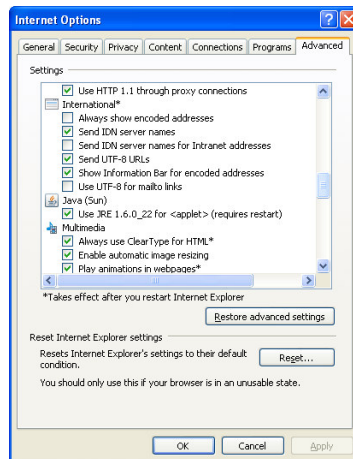 Internet Options
General Security Privacy Content Connections Programs Advanced
Settings
Use HTTP 1.1 through proxy connections
International*
Always show encoded addresses
Send IDN server names
Send IDN server names for Intranet addresses
Send UTF-8 URLs
Show Information Bar for encoded addresses
Use UTF-8 for mailto links
Java (Sun)
Use JRE 1.6.0_22 for <applet> (requires restart)
Multimedia
Always use ClearType for HTML*
Enable automatic image resizing
Play animations in webpages*
*Takes effect after you restart Internet Explorer
Restore advanced settings
Reset Internet Explorer settings
Resets Internet Explorer's settings to their default
condition.
Reset...
You should only use this if your browser is in an unusable state.
OK Cancel Apply